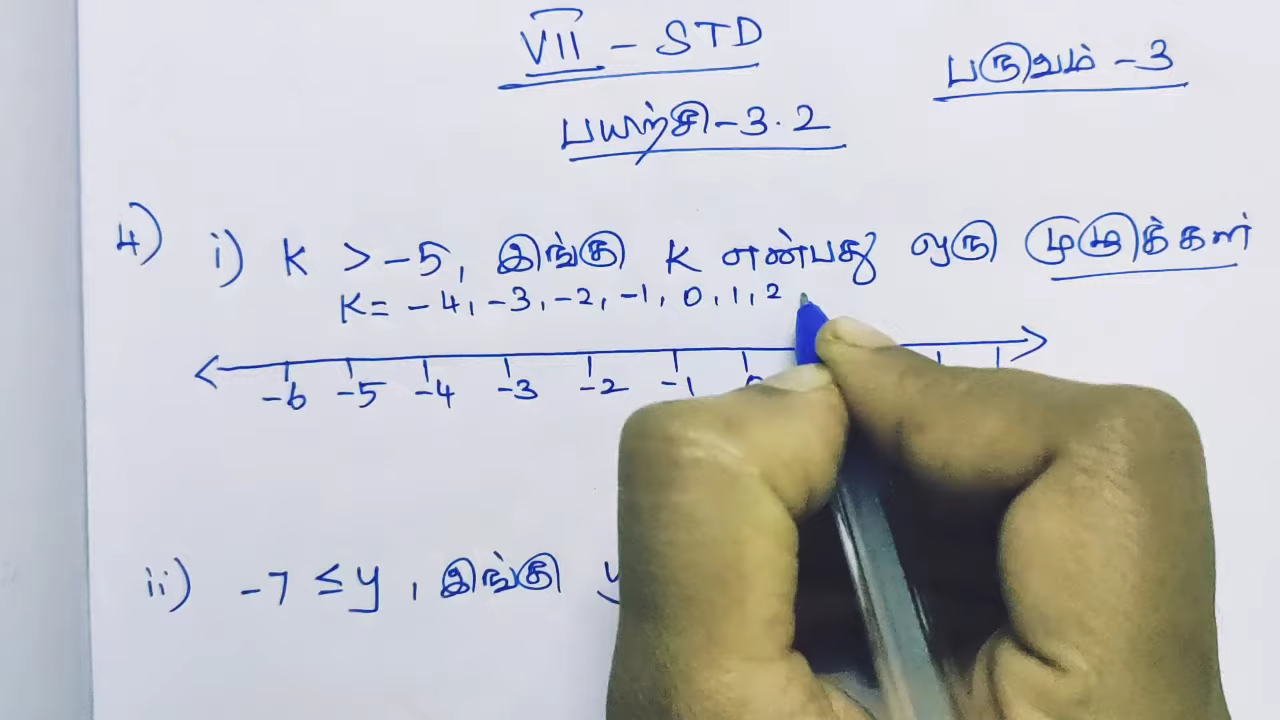 VII - STD
பருவம் - 3
பயிற்சி - 3.2
4) i) K > -5, இங்கு K என்பது ஒரு முழுக்கள்
K = -4, -3, -2, -1, 0, 1, 2
-6 -5 -4 -3 -2 -1
ii) -7 ≤ y, இங்கு y